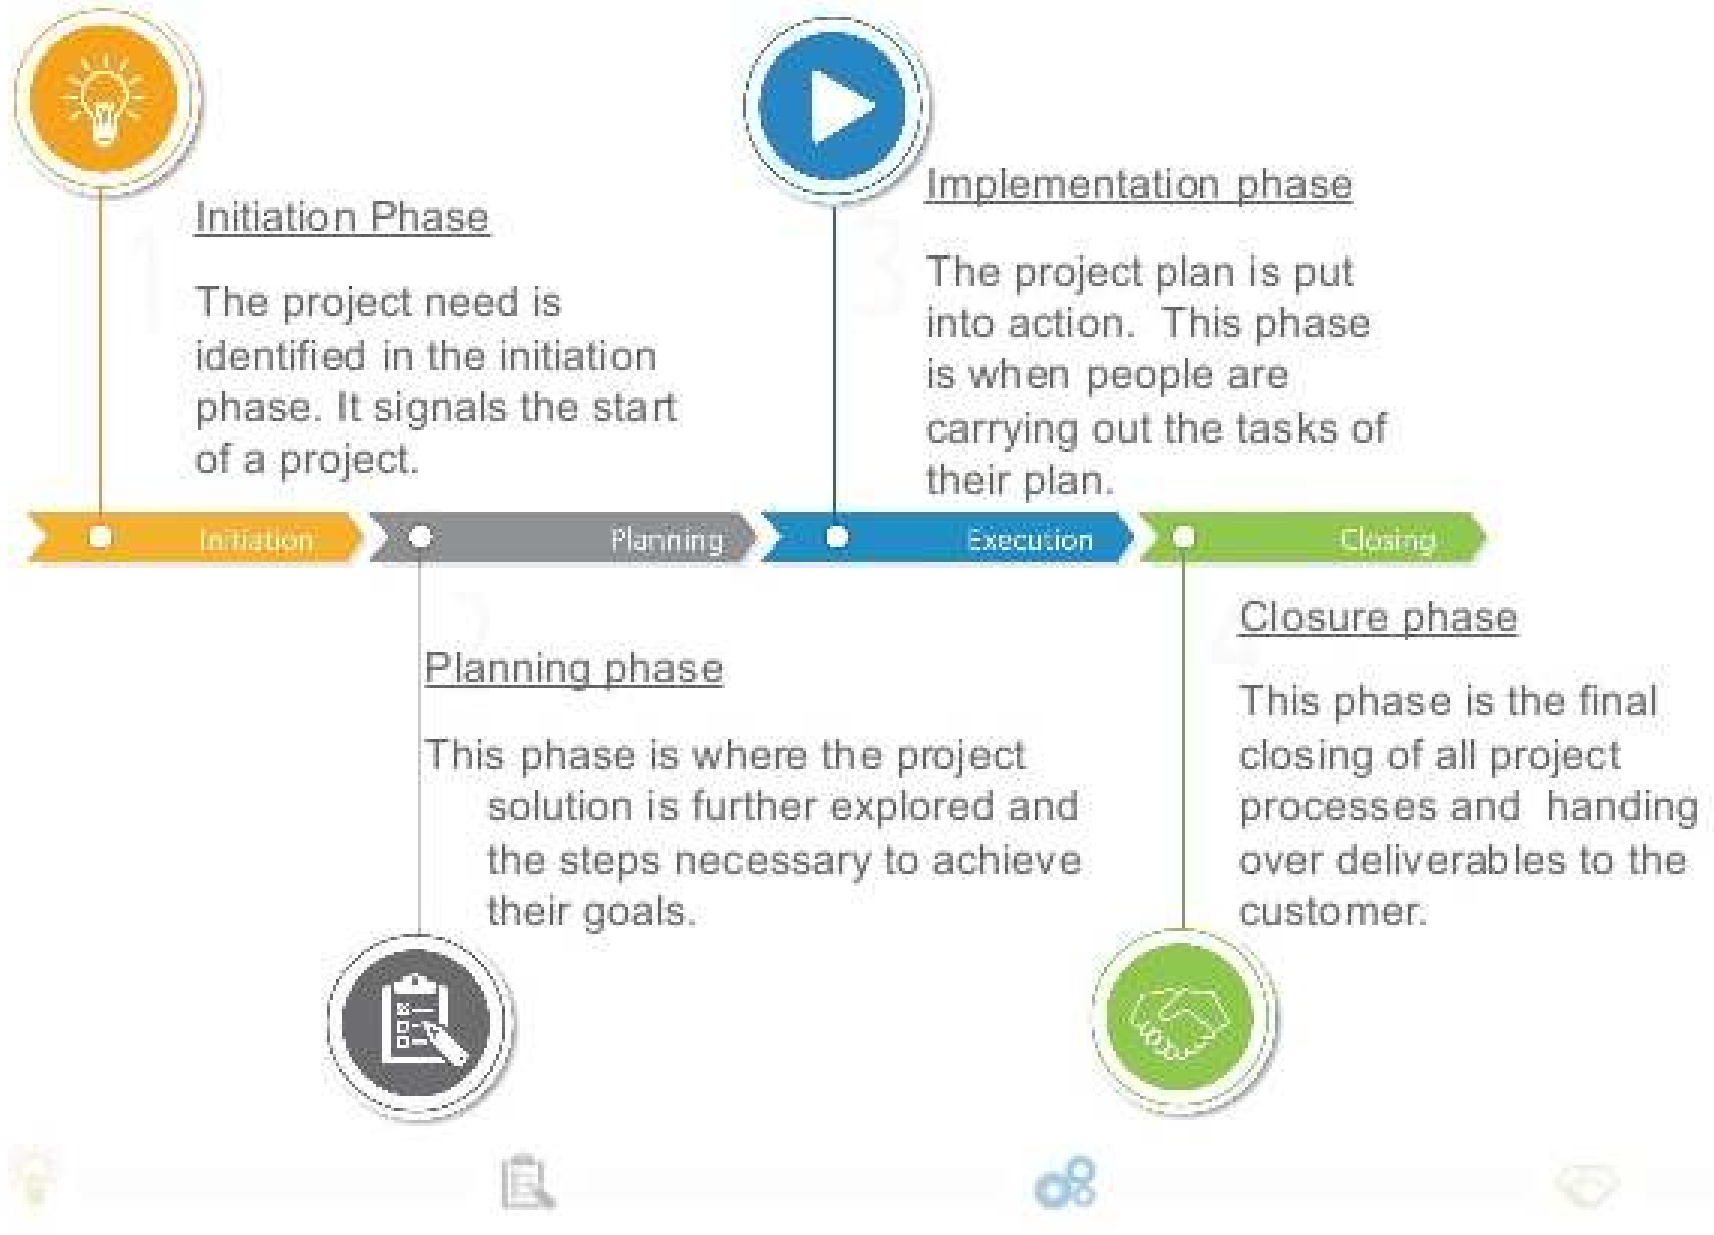 Initiation Phase
The project need is
identified in the initiation
phase. It signals the start
of a project.
Implementation phase
The project plan is put
into action. This phase
is when people are
carrying out the tasks of
their plan.
Initiation
Planning
Execution
Closing
Planning phase
This phase is where the project
solution is further explored and
the steps necessary to achieve
their goals.
Closure phase
This phase is the final
closing of all project
processes and handing
over deliverables to the
customer.